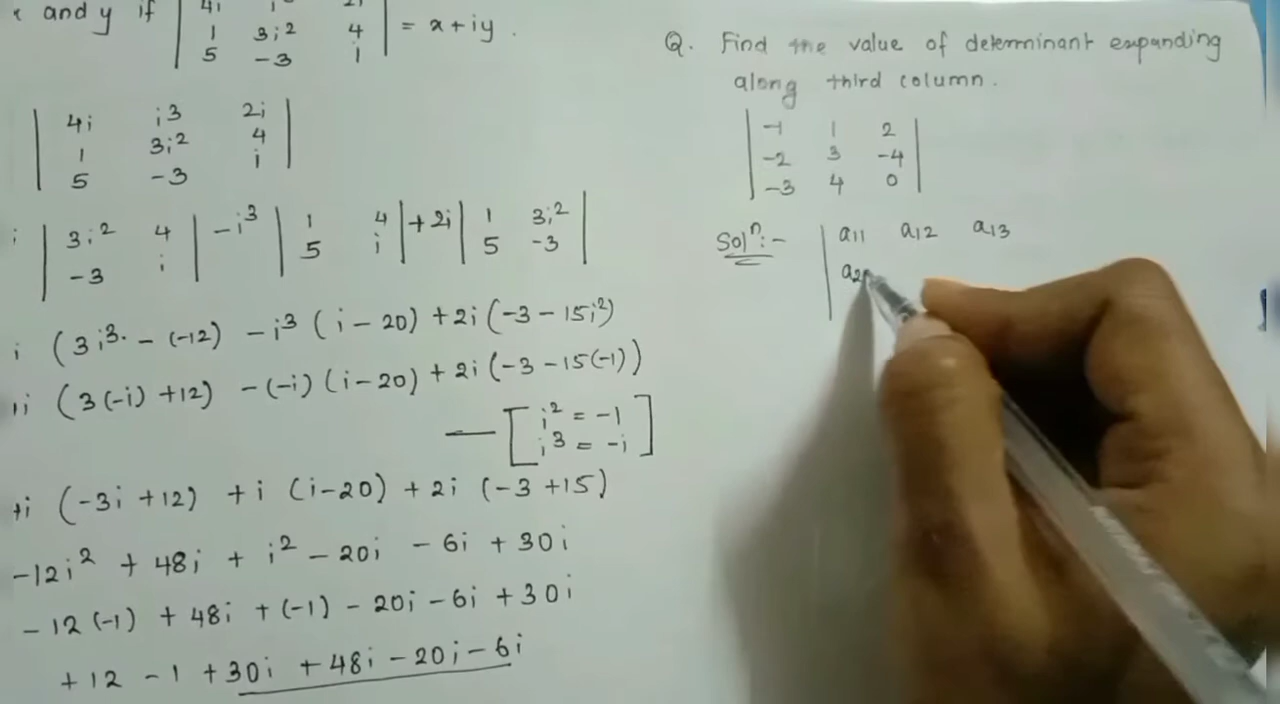 x and y if | 4i i³ 2i |
| 1 3i² 4 | = x + iy .
| 5 -3 i |
| 4i i³ 2i |
| 1 3i² 4 |
| 5 -3 i |
i | 3i² 4 | -i³ | 1 4 | +2i | 1 3i² |
| -3 i | | 5 i | | 5 -3 |
i (3i³· - (-12) - i³ (i - 20) + 2i (-3 - 15i²)
i (3(-i) + 12) - (-i) (i - 20) + 2i (-3 - 15(-1))
— [ i² = -1
i³ = -i ]
i (-3i + 12) + i (i - 20) + 2i (-3 + 15)
-12i² + 48i + i² - 20i - 6i + 30i
- 12 (-1) + 48i + (-1) - 20i - 6i + 30i
+ 12 - 1 + 30i + 48i - 20i - 6i
Q. Find the value of determinant expanding
along third column.
| -1 1 2 |
| -2 3 -4 |
| -3 4 0 |
Solⁿ:- | a11 a12 a13
| a2